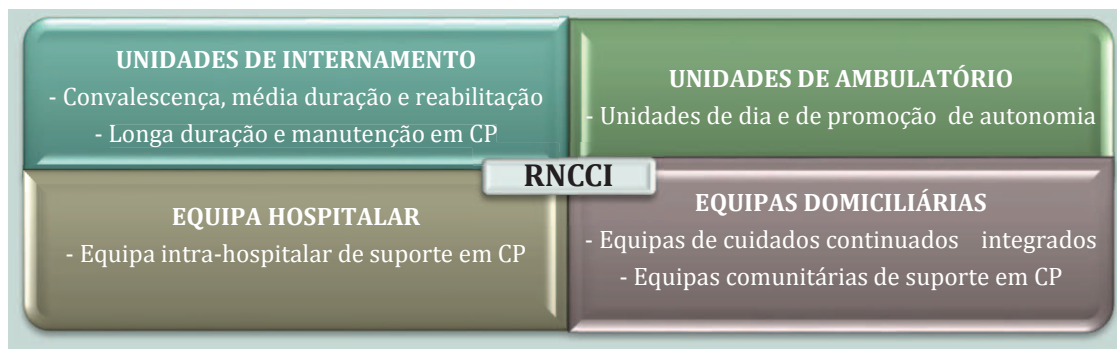 UNIDADES DE INTERNAMENTO
- Convalescença, média duração e reabilitação
- Longa duração e manutenção em CP
UNIDADES DE AMBULATÓRIO
- Unidades de dia e de promoção de autonomia
RNCCI
EQUIPA HOSPITALAR
- Equipa intra-hospitalar de suporte em CP
EQUIPAS DOMICILIÁRIAS
- Equipas de cuidados continuados integrados
- Equipas comunitárias de suporte em CP